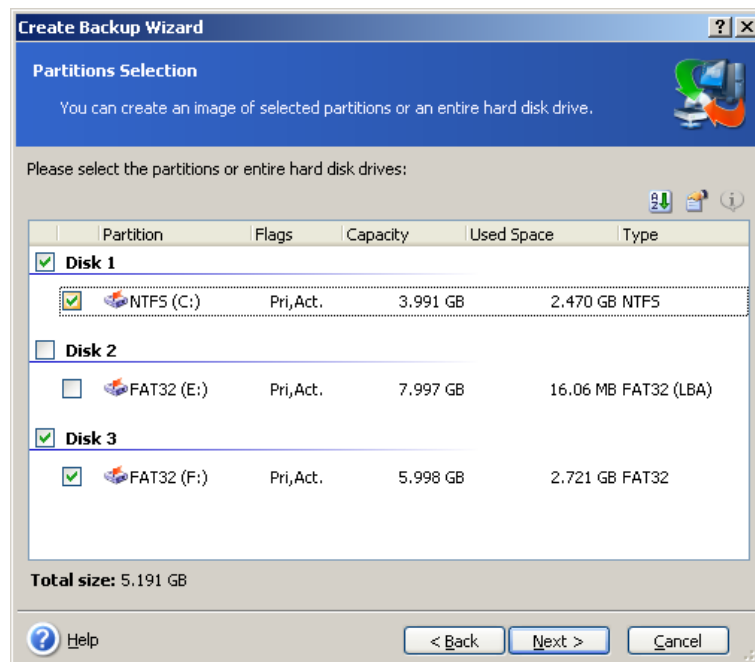 Create Backup Wizard
Partitions Selection
You can create an image of selected partitions or an entire hard disk drive.
Please select the partitions or entire hard disk drives:
Partition Flags Capacity Used Space Type
Disk 1
NTFS (C:) Pri,Act. 3.991 GB 2.470 GB NTFS
Disk 2
FAT32 (E:) Pri,Act. 7.997 GB 16.06 MB FAT32 (LBA)
Disk 3
FAT32 (F:) Pri,Act. 5.998 GB 2.721 GB FAT32
Total size: 5.191 GB
Help < Back Next > Cancel